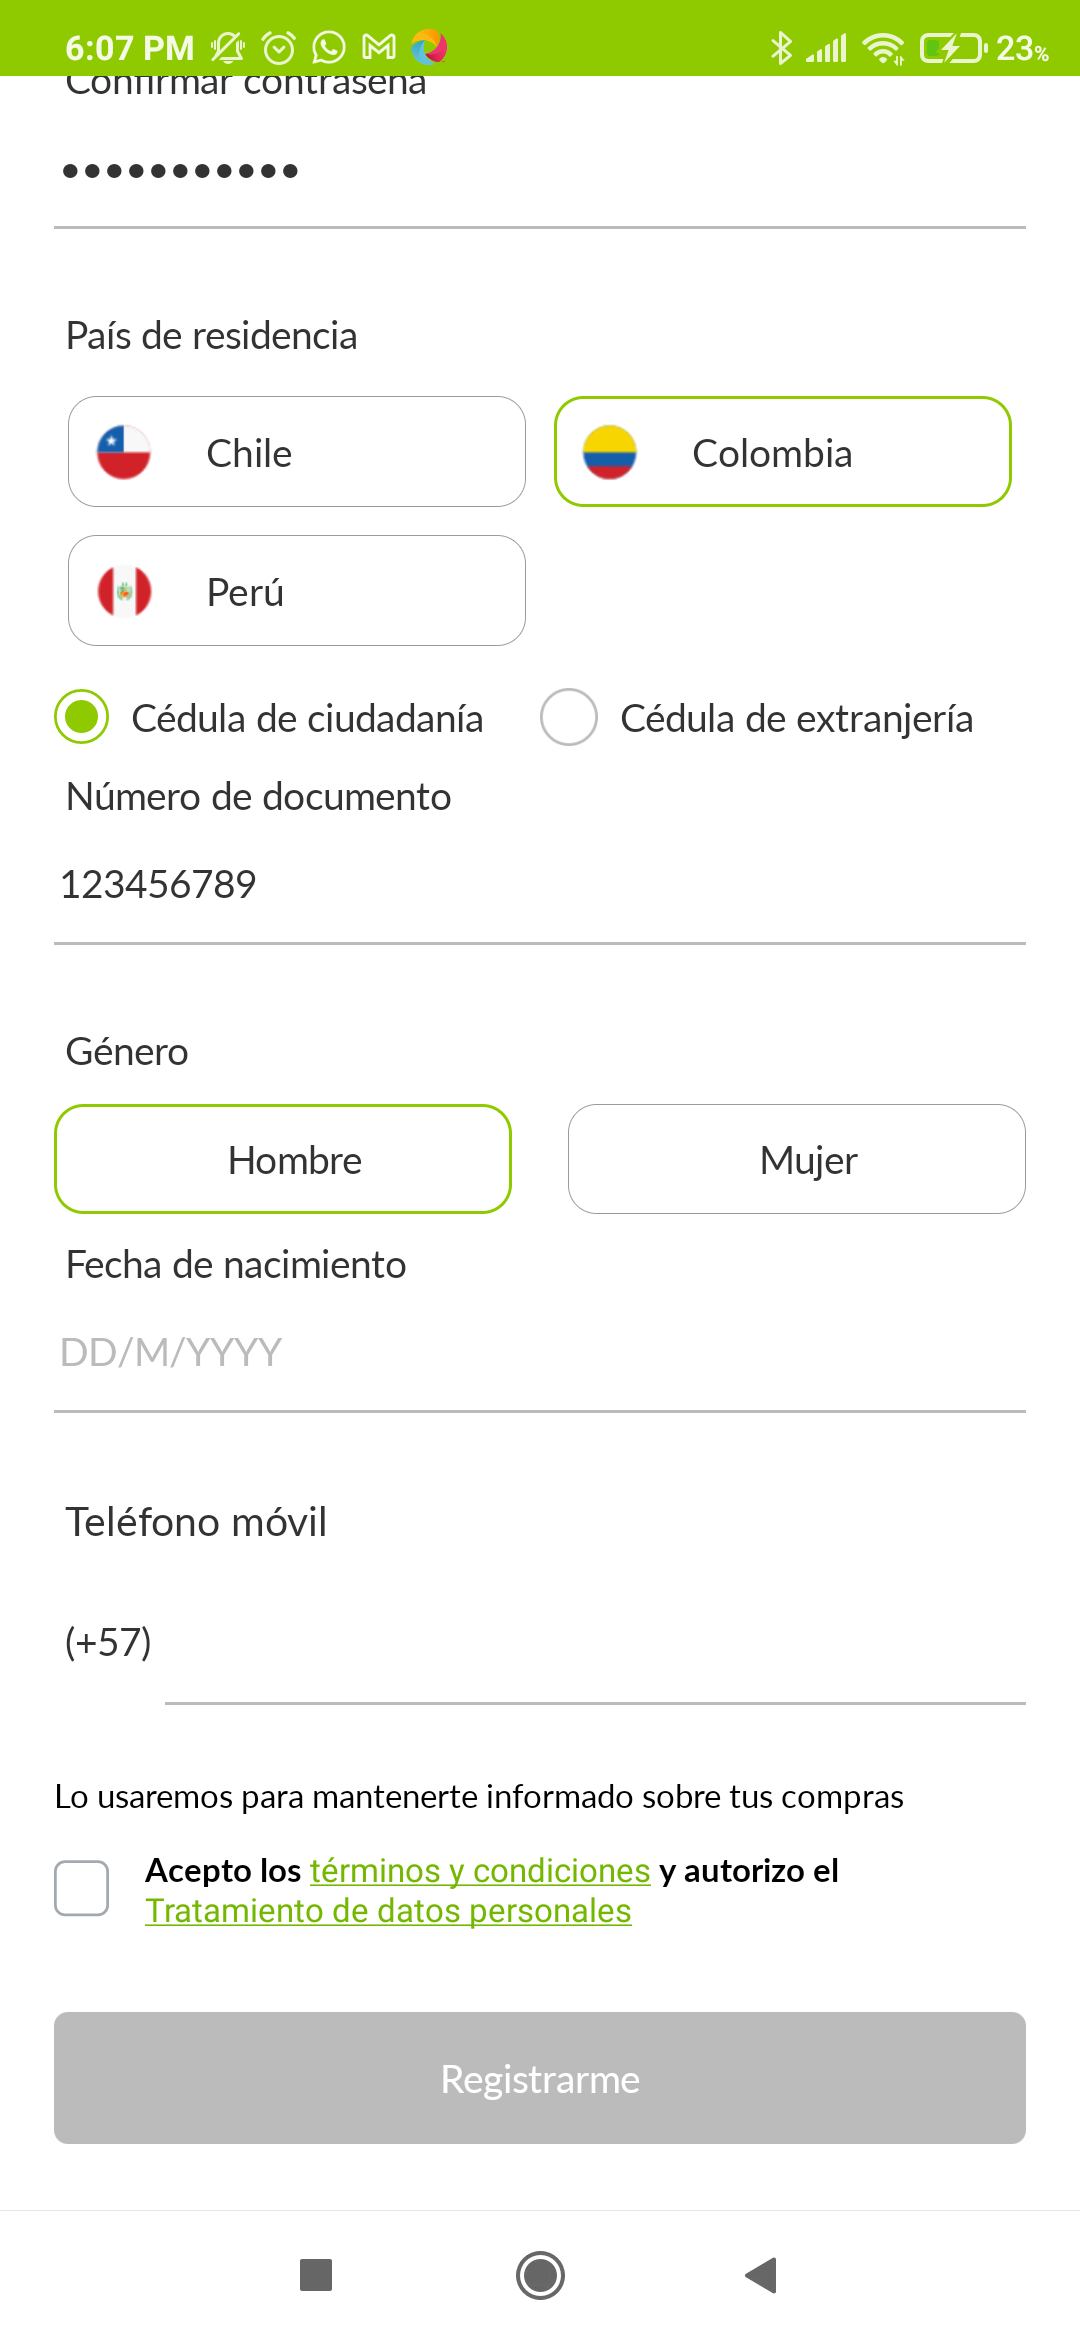 6:07 PM 23%
Confirmar contraseña
•••••••••••
País de residencia
Chile Colombia
Perú
Cédula de ciudadanía Cédula de extranjería
Número de documento
123456789
Género
Hombre Mujer
Fecha de nacimiento
DD/M/YYYY
Teléfono móvil
(+57)
Lo usaremos para mantenerte informado sobre tus compras
Acepto los términos y condiciones y autorizo el
Tratamiento de datos personales
Registrarme